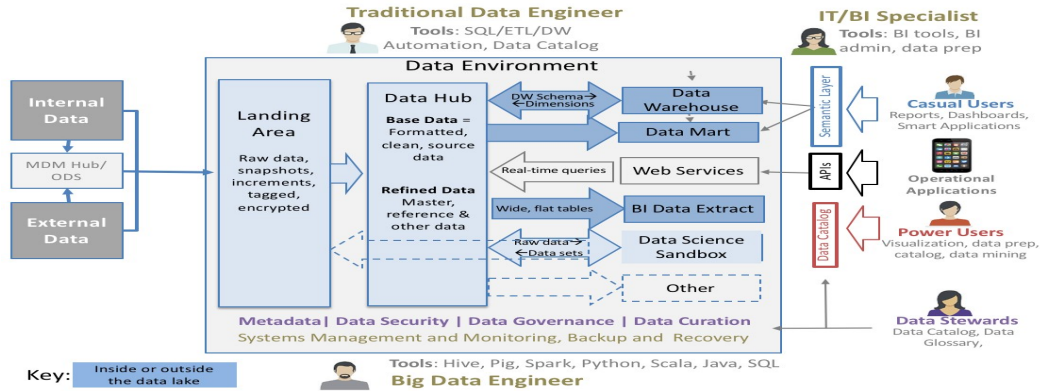 Traditional Data Engineer
Tools: SQL/ETL/DW
Automation, Data Catalog
IT/BI Specialist
Tools: BI tools, BI
admin, data prep
Data Environment
Internal
Data
MDM Hub/
ODS
External
Data
Landing
Area
Raw data,
snapshots,
increments,
tagged,
encrypted
Data Hub
Base Data =
Formatted,
clean, source
data
Refined Data
Master,
reference &
other data
DW Schema→
←Dimensions
Real-time queries
Wide, flat tables
Raw data→
←Data sets
Data
Warehouse
Data Mart
Web Services
BI Data Extract
Data Science
Sandbox
Other
Semantic Layer
APIs
Data Catalog
Casual Users
Reports, Dashboards,
Smart Applications
Operational
Applications
Power Users
Visualization, data prep,
catalog, data mining
Data Stewards
Data Catalog, Data
Glossary,
Metadata| Data Security | Data Governance | Data Curation
Systems Management and Monitoring, Backup and Recovery
Key:
Inside or outside
the data lake
Tools: Hive, Pig, Spark, Python, Scala, Java, SQL
Big Data Engineer